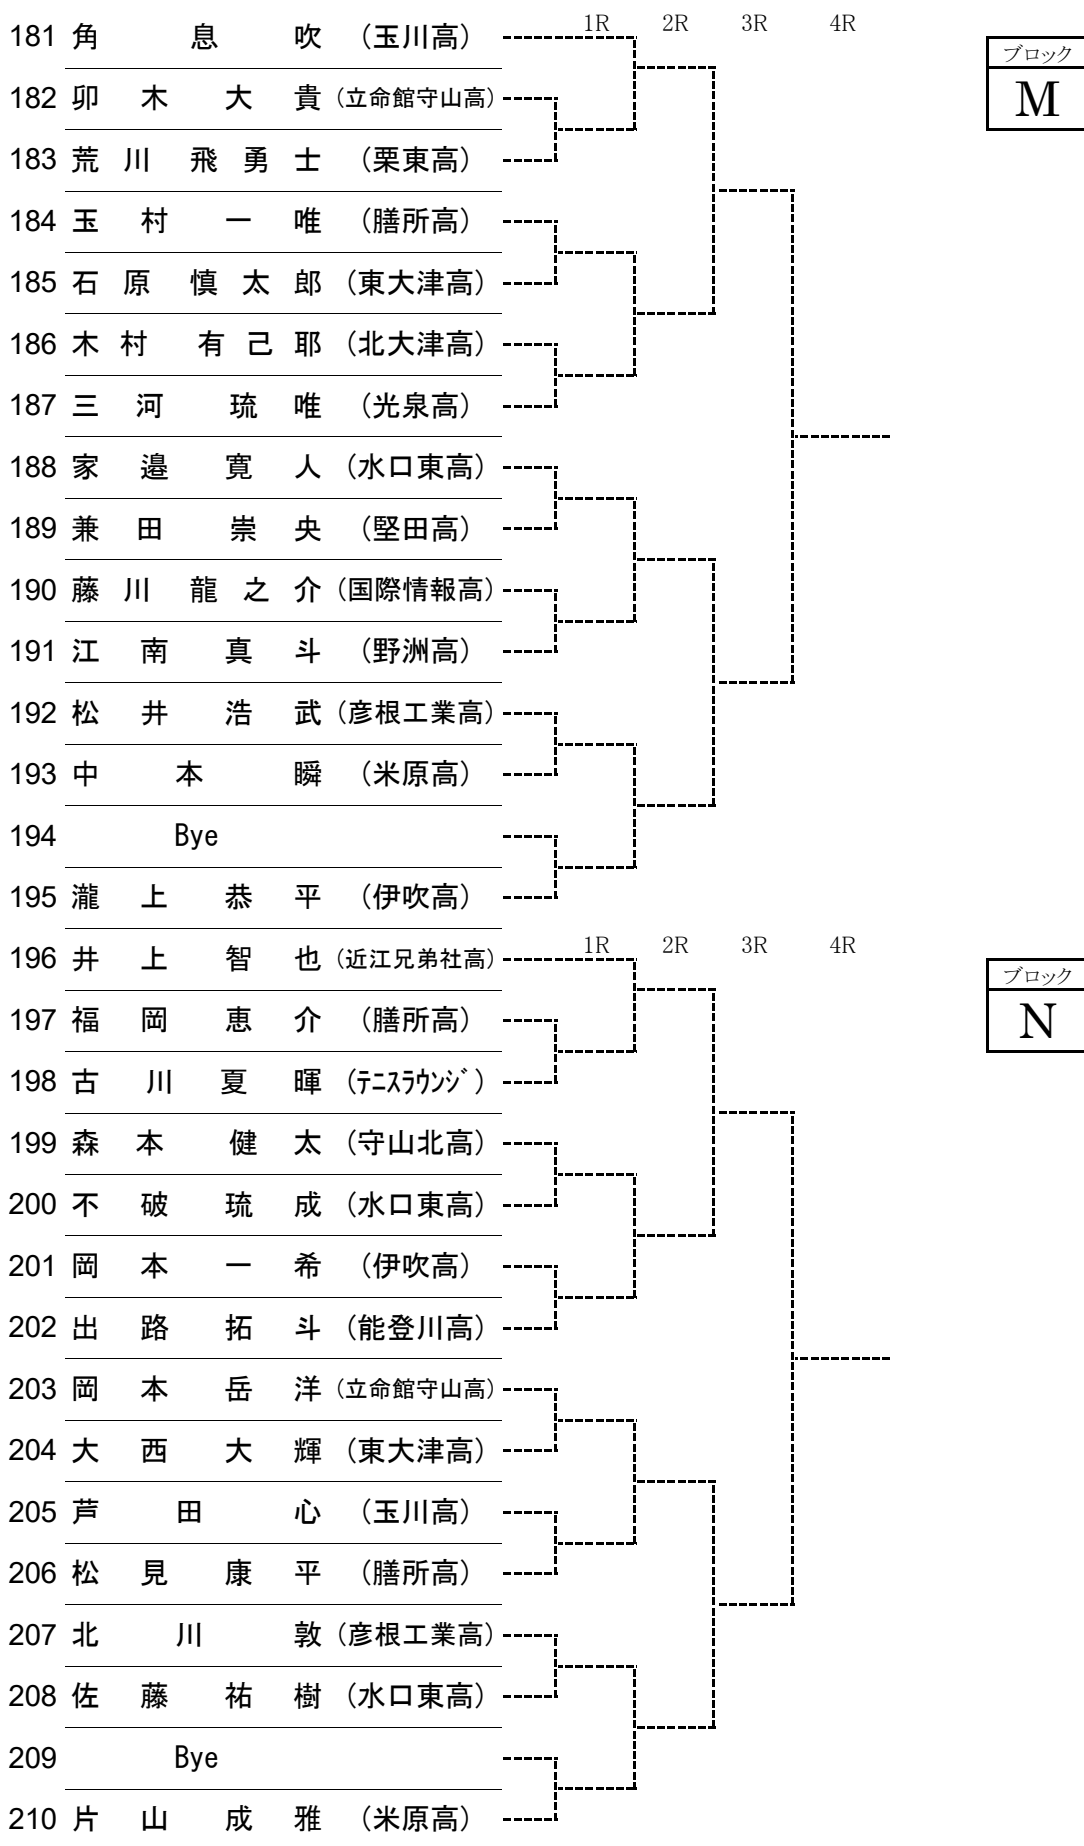 1R 2R 3R 4R
ブロック
M
181 角 息 吹 (玉川高)
182 卯 木 大 貴 (立命館守山高)
183 荒 川 飛 勇 士 (栗東高)
184 玉 村 一 唯 (膳所高)
185 石 原 慎 太 郎 (東大津高)
186 木 村 有 己 耶 (北大津高)
187 三 河 琉 唯 (光泉高)
188 家 邉 寛 人 (水口東高)
189 兼 田 崇 央 (堅田高)
190 藤 川 龍 之 介 (国際情報高)
191 江 南 真 斗 (野洲高)
192 松 井 浩 武 (彦根工業高)
193 中 本 瞬 (米原高)
194 Bye
195 瀧 上 恭 平 (伊吹高)
1R 2R 3R 4R
ブロック
N
196 井 上 智 也 (近江兄弟社高)
197 福 岡 恵 介 (膳所高)
198 古 川 夏 暉 (ﾃﾆｽﾗｳﾝｼﾞ)
199 森 本 健 太 (守山北高)
200 不 破 琉 成 (水口東高)
201 岡 本 一 希 (伊吹高)
202 出 路 拓 斗 (能登川高)
203 岡 本 岳 洋 (立命館守山高)
204 大 西 大 輝 (東大津高)
205 芦 田 心 (玉川高)
206 松 見 康 平 (膳所高)
207 北 川 敦 (彦根工業高)
208 佐 藤 祐 樹 (水口東高)
209 Bye
210 片 山 成 雅 (米原高)